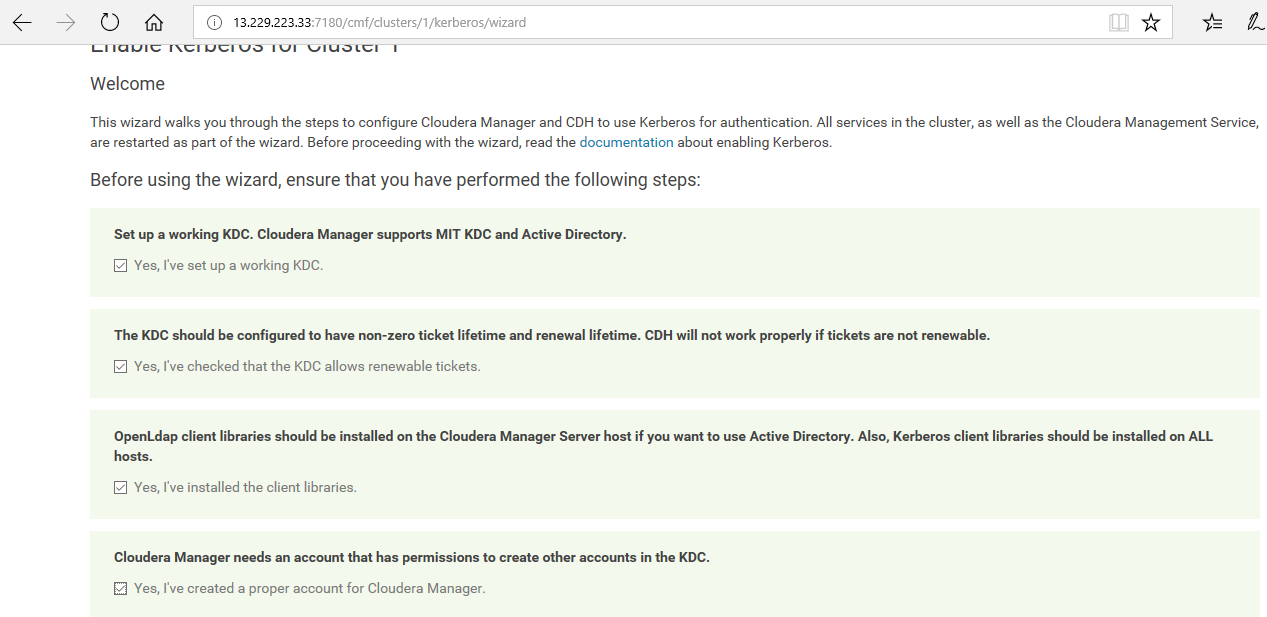 13.229.223.33:7180/cmf/clusters/1/kerberos/wizard
Enable Kerberos for Cluster 1
Welcome
This wizard walks you through the steps to configure Cloudera Manager and CDH to use Kerberos for authentication. All services in the cluster, as well as the Cloudera Management Service,
are restarted as part of the wizard. Before proceeding with the wizard, read the documentation about enabling Kerberos.
Before using the wizard, ensure that you have performed the following steps:
Set up a working KDC. Cloudera Manager supports MIT KDC and Active Directory.
Yes, I've set up a working KDC.
The KDC should be configured to have non-zero ticket lifetime and renewal lifetime. CDH will not work properly if tickets are not renewable.
Yes, I've checked that the KDC allows renewable tickets.
OpenLdap client libraries should be installed on the Cloudera Manager Server host if you want to use Active Directory. Also, Kerberos client libraries should be installed on ALL
hosts.
Yes, I've installed the client libraries.
Cloudera Manager needs an account that has permissions to create other accounts in the KDC.
Yes, I've created a proper account for Cloudera Manager.